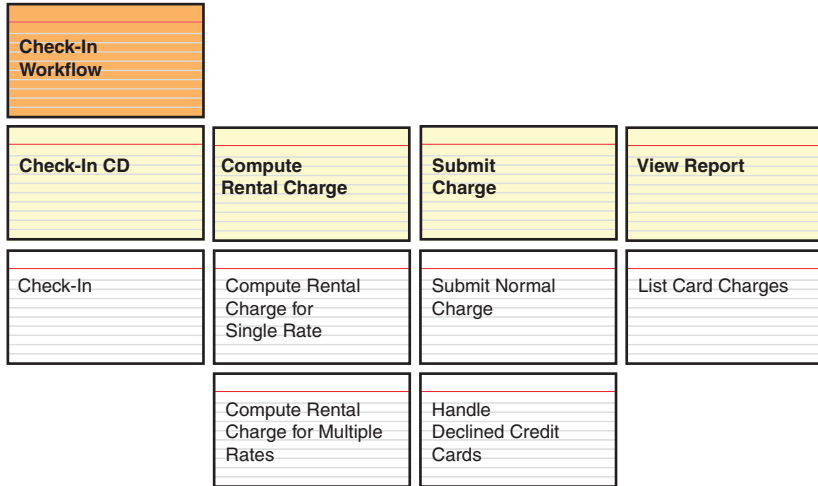 Check-In
Workflow
Check-In CD
Compute
Rental Charge
Submit
Charge
View Report
Check-In
Compute Rental
Charge for
Single Rate
Submit Normal
Charge
List Card Charges
Compute Rental
Charge for Multiple
Rates
Handle
Declined Credit
Cards